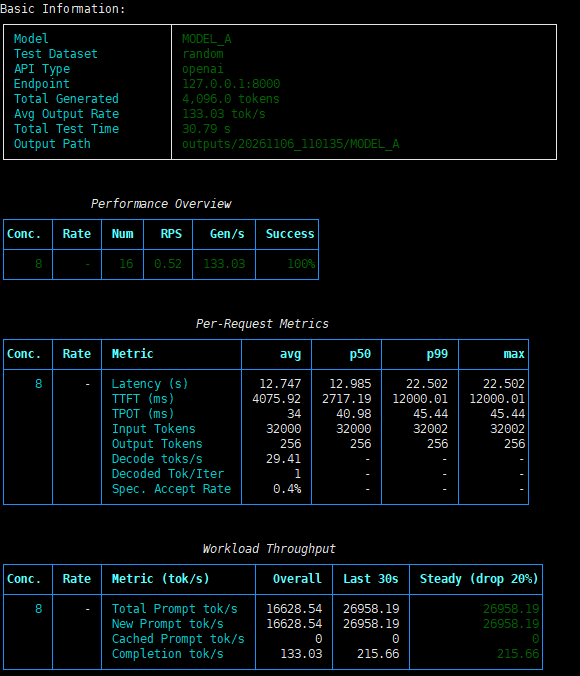 Basic Information:
Model MODEL_A
Test Dataset random
API Type openai
Endpoint 127.0.0.1:8000
Total Generated 4,096.0 tokens
Avg Output Rate 133.03 tok/s
Total Test Time 30.79 s
Output Path outputs/20261106_110135/MODEL_A
Performance Overview
Conc. Rate Num RPS Gen/s Success
8 - 16 0.52 133.03 100%
Per-Request Metrics
Conc. Rate Metric avg p50 p99 max
8 - Latency (s) 12.747 12.985 22.502 22.502
TTFT (ms) 4075.92 2717.19 12000.01 12000.01
TPOT (ms) 34 40.98 45.44 45.44
Input Tokens 32000 32000 32002 32002
Output Tokens 256 256 256 256
Decode toks/s 29.41 - - -
Decoded Tok/Iter 1 - - -
Spec. Accept Rate 0.4% - - -
Workload Throughput
Conc. Rate Metric (tok/s) Overall Last 30s Steady (drop 20%)
8 - Total Prompt tok/s 16628.54 26958.19 26958.19
New Prompt tok/s 16628.54 26958.19 26958.19
Cached Prompt tok/s 0 0 0
Completion tok/s 133.03 215.66 215.66